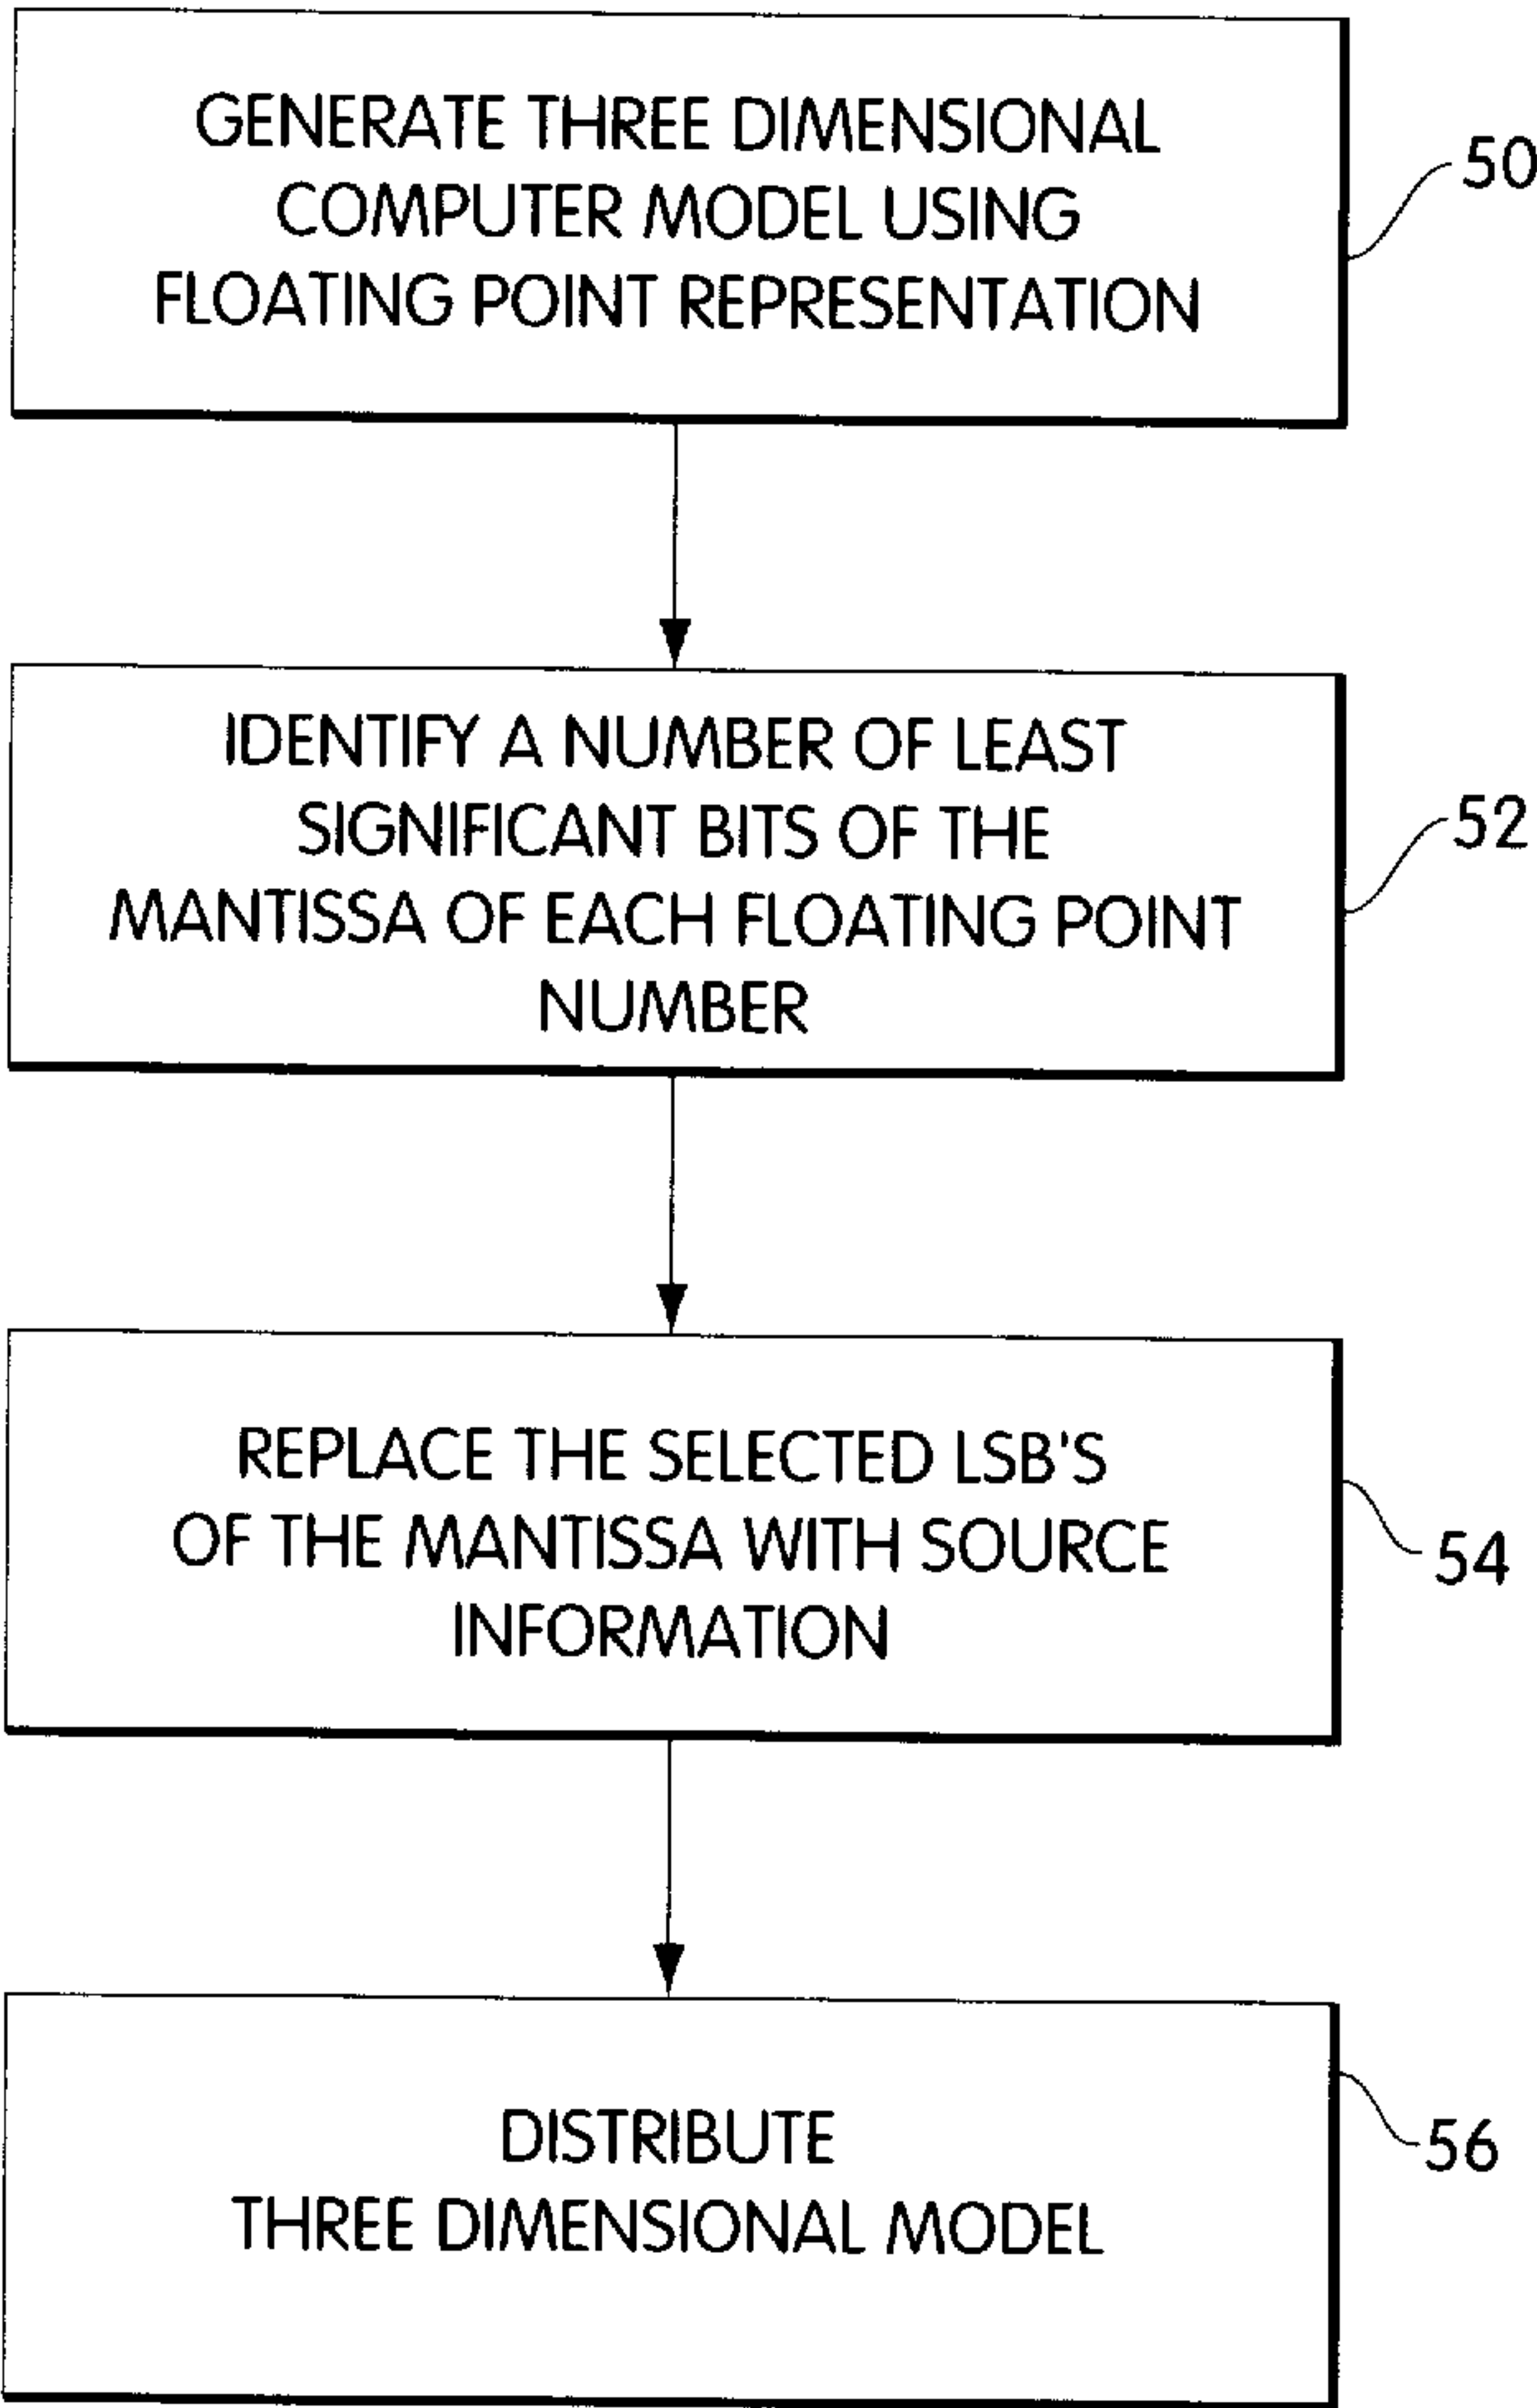 GENERATE THREE DIMENSIONAL
COMPUTER MODEL USING
FLOATING POINT REPRESENTATION
50
IDENTIFY A NUMBER OF LEAST
SIGNIFICANT BITS OF THE
MANTISSA OF EACH FLOATING POINT
NUMBER
52
REPLACE THE SELECTED LSB'S
OF THE MANTISSA WITH SOURCE
INFORMATION
54
DISTRIBUTE
THREE DIMENSIONAL MODEL
56